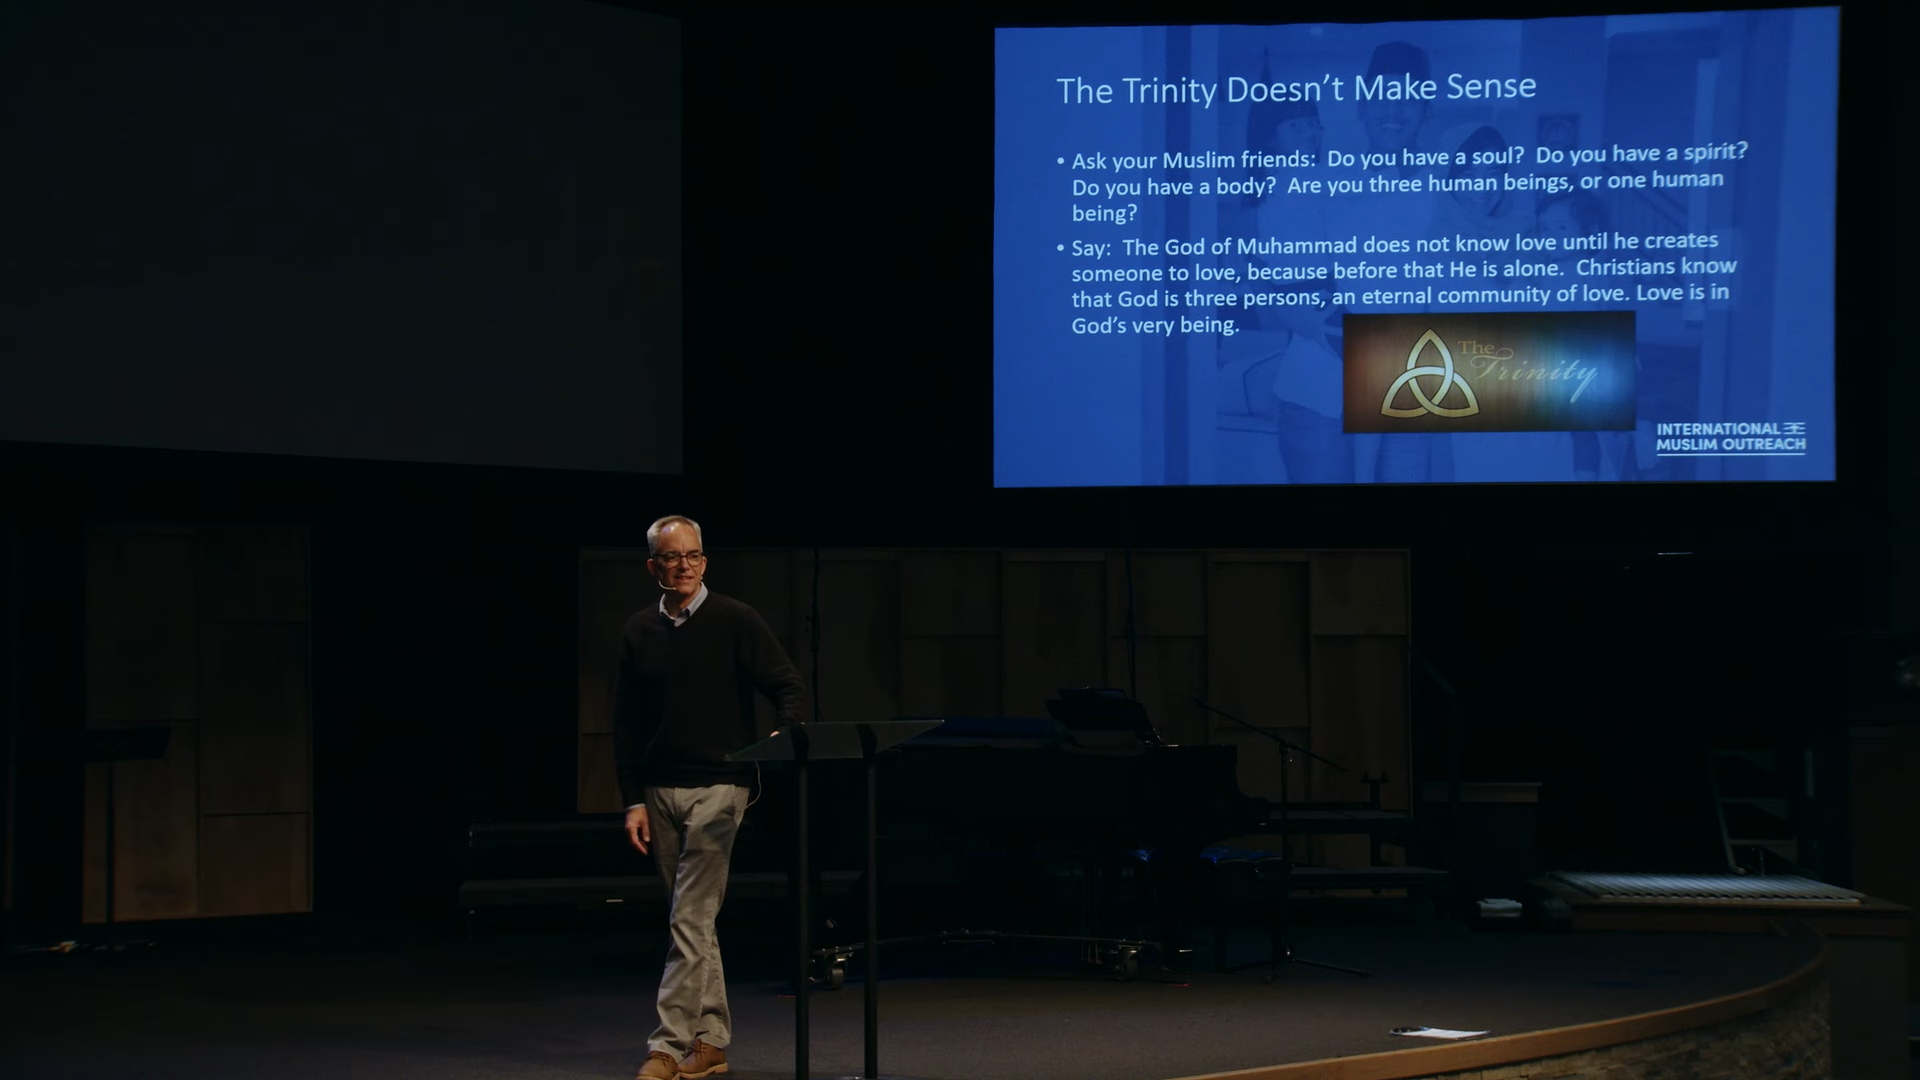 The Trinity Doesn't Make Sense
• Ask your Muslim friends:  Do you have a soul?  Do you have a spirit?
Do you have a body?  Are you three human beings, or one human
being?
• Say:  The God of Muhammad does not know love until he creates
someone to love, because before that He is alone.  Christians know
that God is three persons, an eternal community of love. Love is in
God's very being.
The
Trinity
INTERNATIONAL
MUSLIM OUTREACH